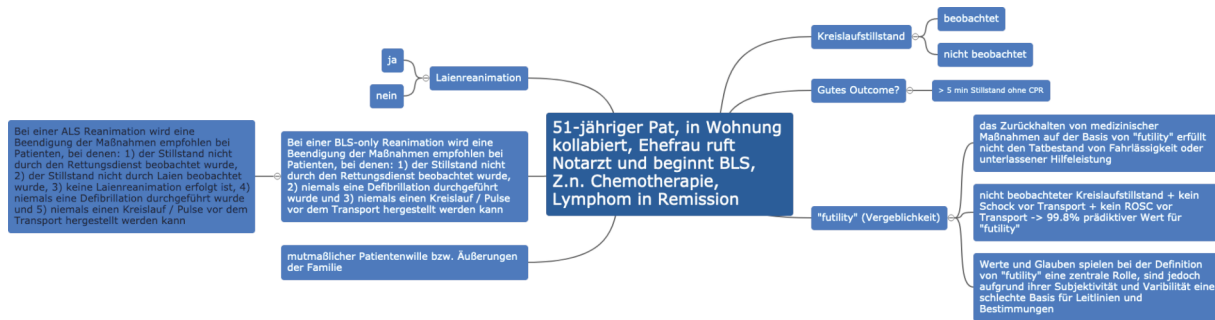 ja
nein
Laienreanimation
Bei einer ALS Reanimation wird eine
Beendigung der Maßnahmen empfohlen bei
Patienten, bei denen: 1) der Stillstand nicht
durch den Rettungsdienst beobachtet wurde,
2) der Stillstand nicht durch Laien beobachtet
wurde, 3) keine Laienreanimation erfolgt ist, 4)
niemals eine Defibrillation durchgeführt wurde
und 5) niemals einen Kreislauf / Puls vor dem
Transport hergestellt werden kann
Bei einer BLS-only Reanimation wird eine
Beendigung der Maßnahmen empfohlen bei
Patienten, bei denen: 1) der Stillstand nicht
durch den Rettungsdienst beobachtet wurde,
2) niemals eine Defibrillation durchgeführt
wurde und 3) niemals einen Kreislauf / Pulse
vor dem Transport hergestellt werden kann
mutmaßlicher Patientenwille bzw. Äußerungen
der Familie
51-jähriger Pat, in Wohnung
kollabiert, Ehefrau ruft
Notarzt und beginnt BLS,
Z.n. Chemotherapie,
Lymphom in Remission
Kreislaufstillstand
beobachtet
nicht beobachtet
Gutes Outcome?
> 5 min Stillstand ohne CPR
"futility" (Vergeblichkeit)
das Zurückhalten von medizinischer
Maßnahmen auf der Basis von "futility" erfüllt
nicht den Tatbestand von Fahrlässigkeit oder
unterlassener Hilfeleistung
nicht beobachteter Kreislaufstillstand + kein
Schock vor Transport + kein ROSC vor
Transport -> 99.8% prädiktiver Wert für
"futility"
Werte und Glauben spielen bei der Definition
von "futility" eine zentrale Rolle, sind jedoch
aufgrund ihrer Subjektivität und Varibilität eine
schlechte Basis für Leitlinien und
Bestimmungen